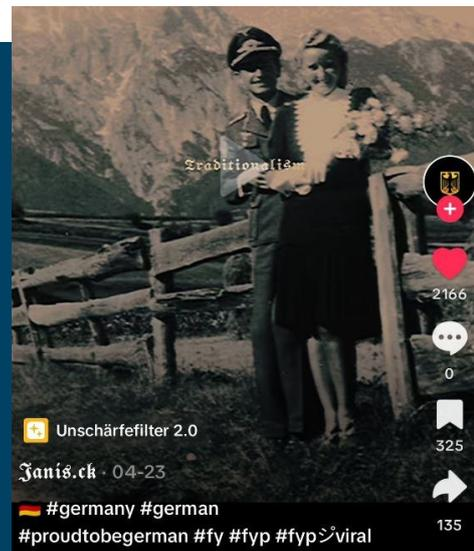 Traditionalism
2166
0
Unschärfefilter 2.0
325
Janis.ck · 04-23
🇩🇪 #germany #german
#proudtobegerman #fy #fyp #fypシviral
135